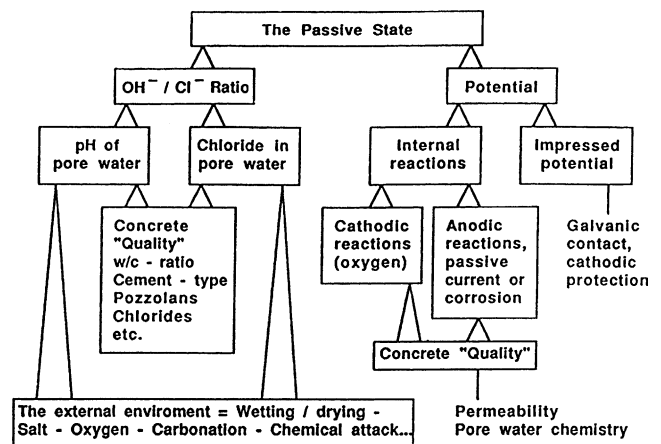 The Passive State
OH⁻ / Cl⁻ Ratio
Potential
pH of
pore water
Chloride in
pore water
Internal
reactions
Impressed
potential
Concrete
"Quality"
w/c - ratio
Cement - type
Pozzolans
Chlorides
etc.
Cathodic
reactions
(oxygen)
Anodic
reactions,
passive
current or
corrosion
Galvanic
contact,
cathodic
protection
Concrete "Quality"
The external enviroment = Wetting / drying -
Salt - Oxygen - Carbonation - Chemical attack...
Permeability
Pore water chemistry